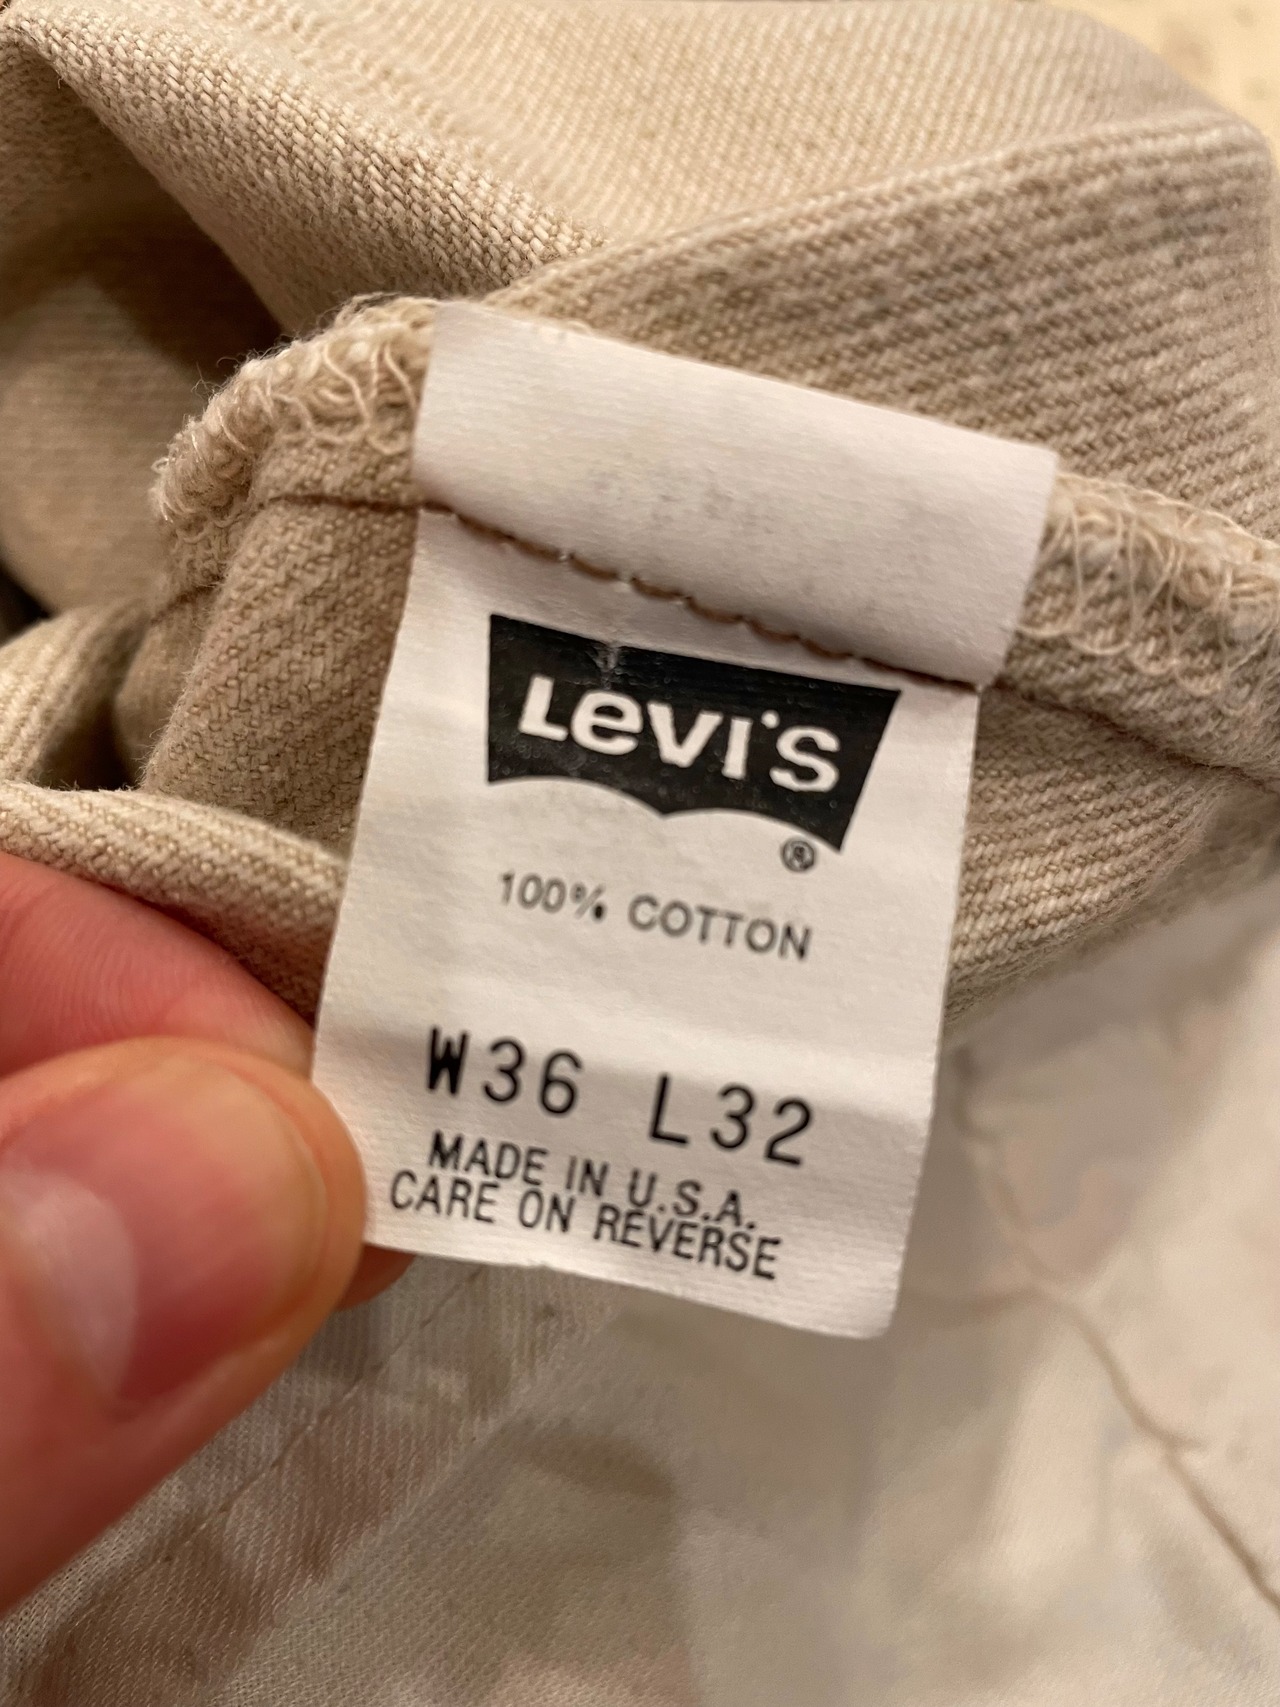 Levi's
®
100% COTTON
W36 L32
MADE IN U.S.A.
CARE ON REVERSE